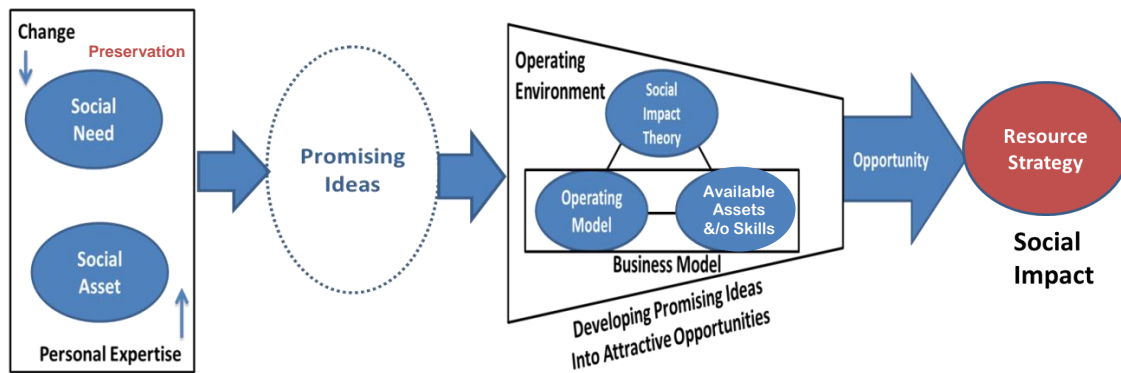 Change
Preservation
Social
Need
Social
Asset
Personal Expertise
Promising
Ideas
Operating
Environment
Social
Impact
Theory
Operating
Model
Available
Assets
&/o Skills
Business Model
Developing Promising Ideas
Into Attractive Opportunities
Opportunity
Resource
Strategy
Social
Impact